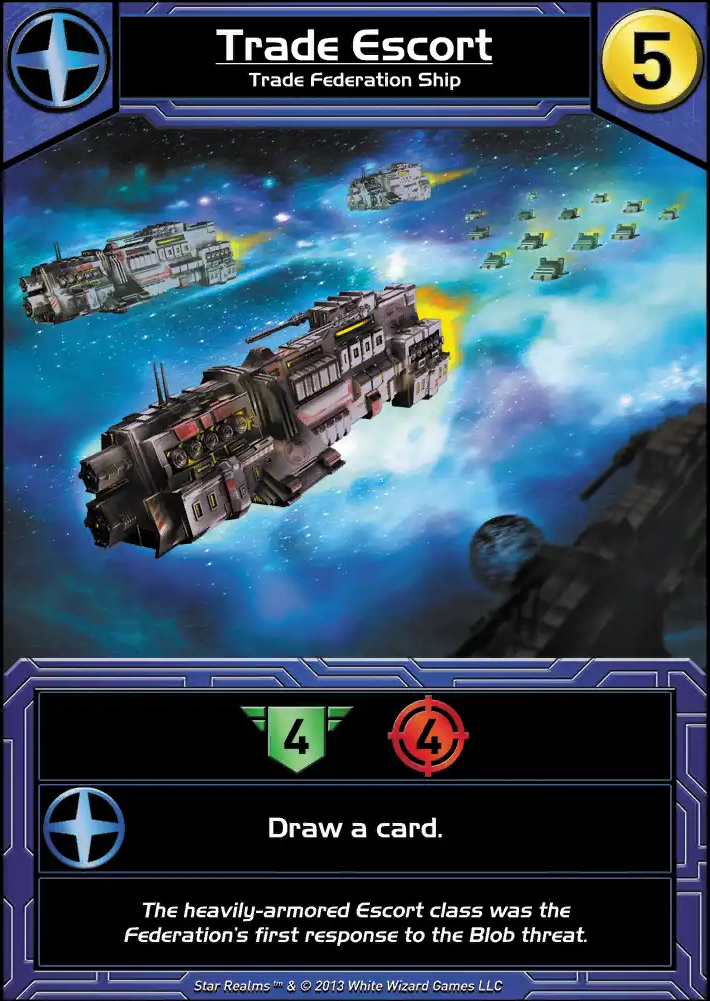 Trade Escort
Trade Federation Ship
5
4 4
Draw a card.
The heavily-armored Escort class was the
Federation's first response to the Blob threat.
Star Realms™ & © 2013 White Wizard Games LLC